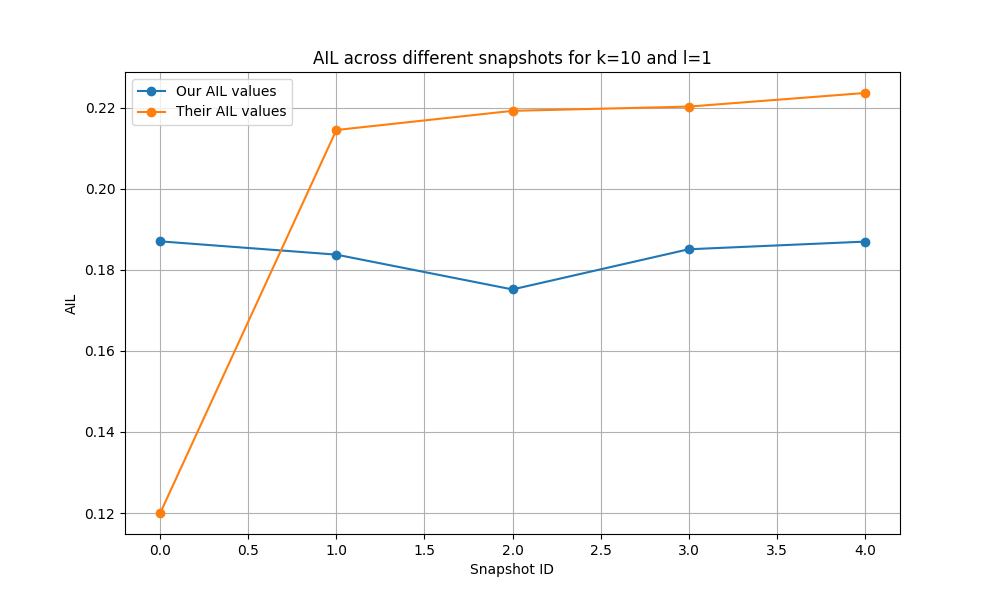 AIL across different snapshots for k=10 and l=1
Our AIL values
Their AIL values
AIL
0.22
0.20
0.18
0.16
0.14
0.12
0.0 0.5 1.0 1.5 2.0 2.5 3.0 3.5 4.0
Snapshot ID